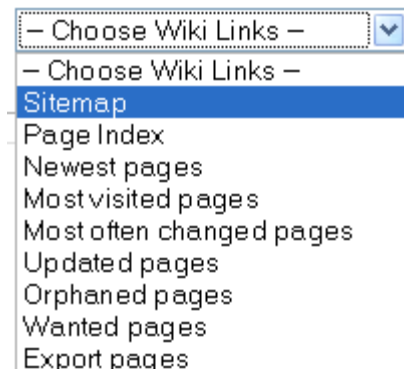 – Choose Wiki Links –
– Choose Wiki Links –
Sitemap
Page Index
Newest pages
Most visited pages
Most often changed pages
Updated pages
Orphaned pages
Wanted pages
Export pages